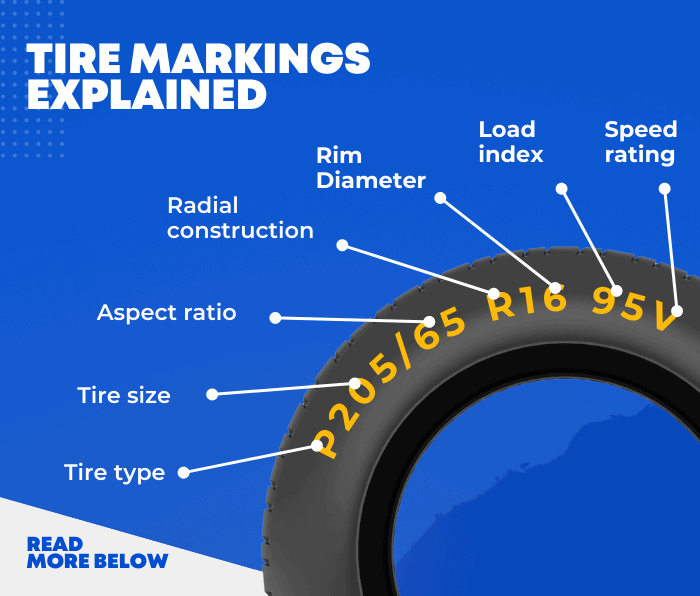 TIRE MARKINGS
EXPLAINED
Load
index
Speed
rating
Rim
Diameter
Radial
construction
Aspect ratio
Tire size
Tire type
P205/65 R16 95V
READ
MORE BELOW